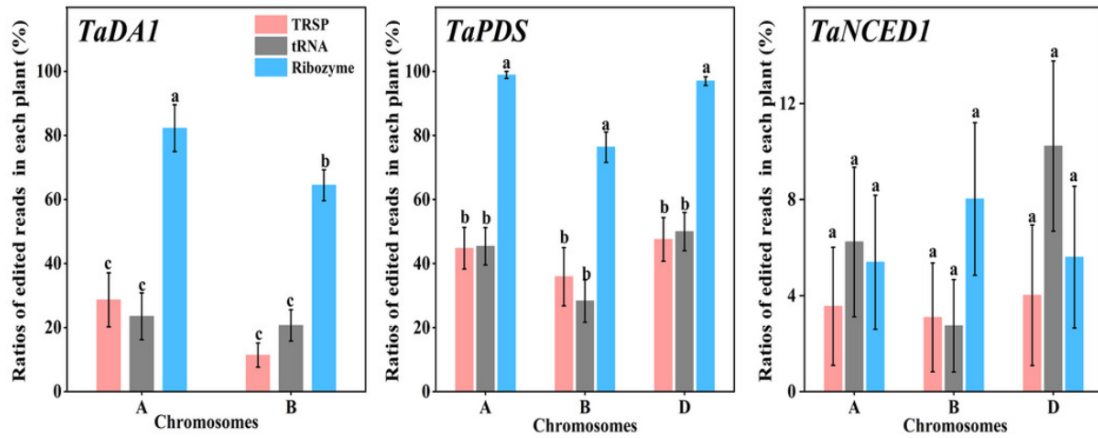 TaDA1
TRSP
tRNA
Ribozyme
Ratios of edited reads in each plant (%)
100
80
60
40
20
0
c
c
a
c
c
b
A
B
Chromosomes
TaPDS
Ratios of edited reads in each plant (%)
100
80
60
40
20
0
b
b
a
b
b
a
b
b
a
A
B
D
Chromosomes
TaNCED1
Ratios of edited reads in each plant (%)
12
8
4
0
a
a
a
a
a
a
a
a
a
A
B
D
Chromosomes